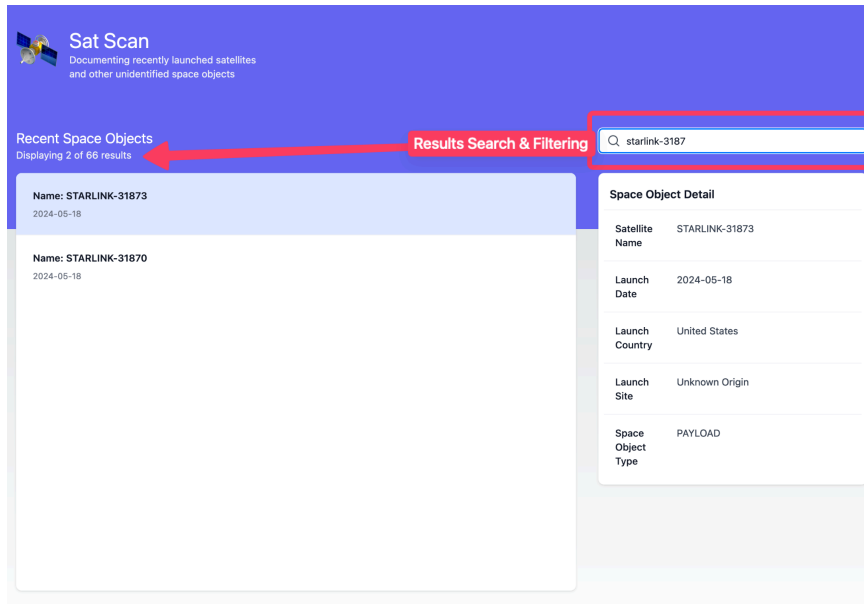 Sat Scan
Documenting recently launched satellites
and other unidentified space objects
Recent Space Objects
Displaying 2 of 66 results
Results Search & Filtering
starlink-3187
Name: STARLINK-31873
2024-05-18
Name: STARLINK-31870
2024-05-18
Space Object Detail
Satellite Name STARLINK-31873
Launch Date 2024-05-18
Launch Country United States
Launch Site Unknown Origin
Space Object Type PAYLOAD